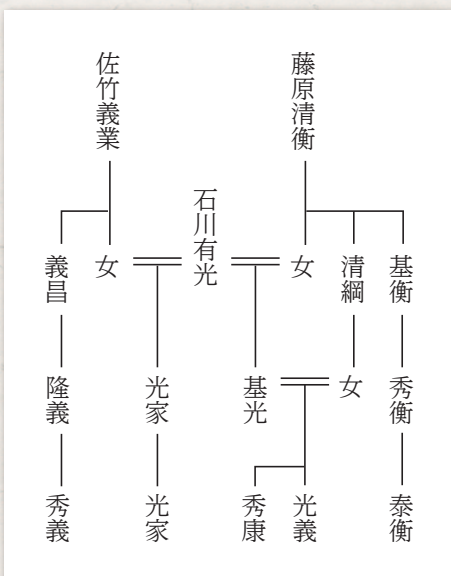 藤原清衡
佐竹義業
石川有光
基衡
清綱
女
女
義昌
秀衡
女
基光
光家
隆義
泰衡
光義
秀康
光家
秀義